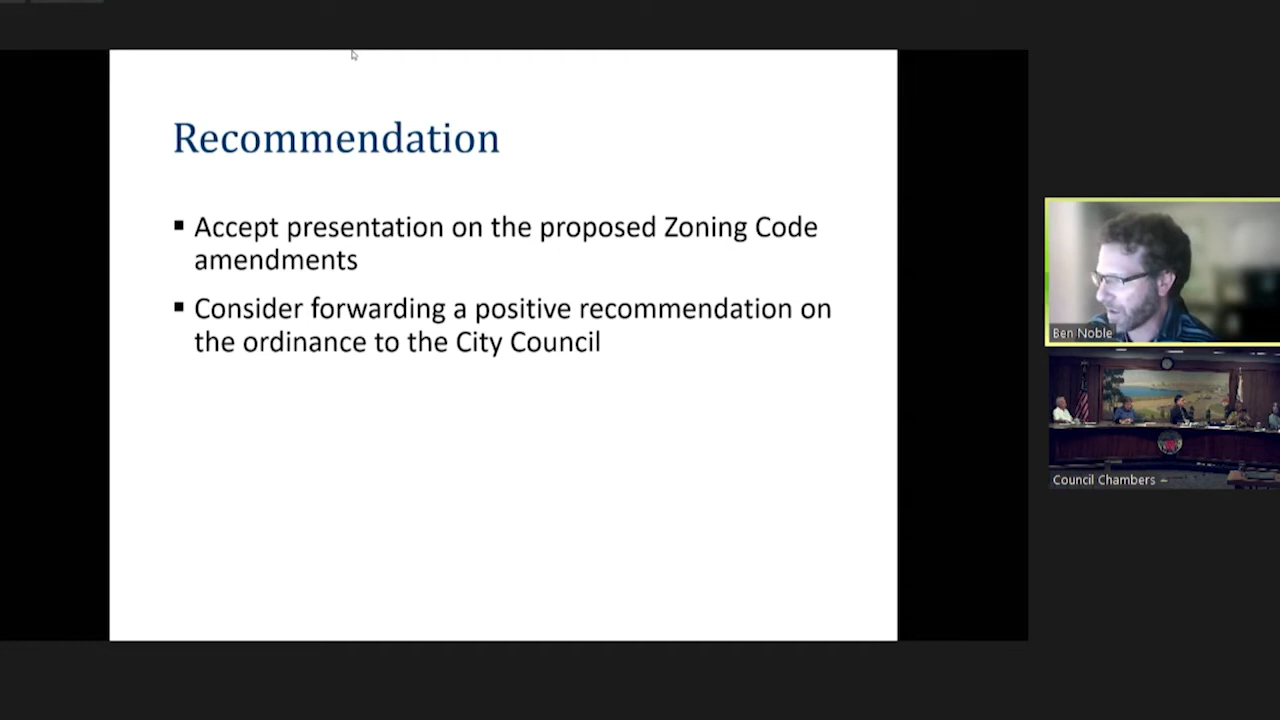 Recommendation
▪ Accept presentation on the proposed Zoning Code
amendments
▪ Consider forwarding a positive recommendation on
the ordinance to the City Council
Ben Noble
Council Chambers